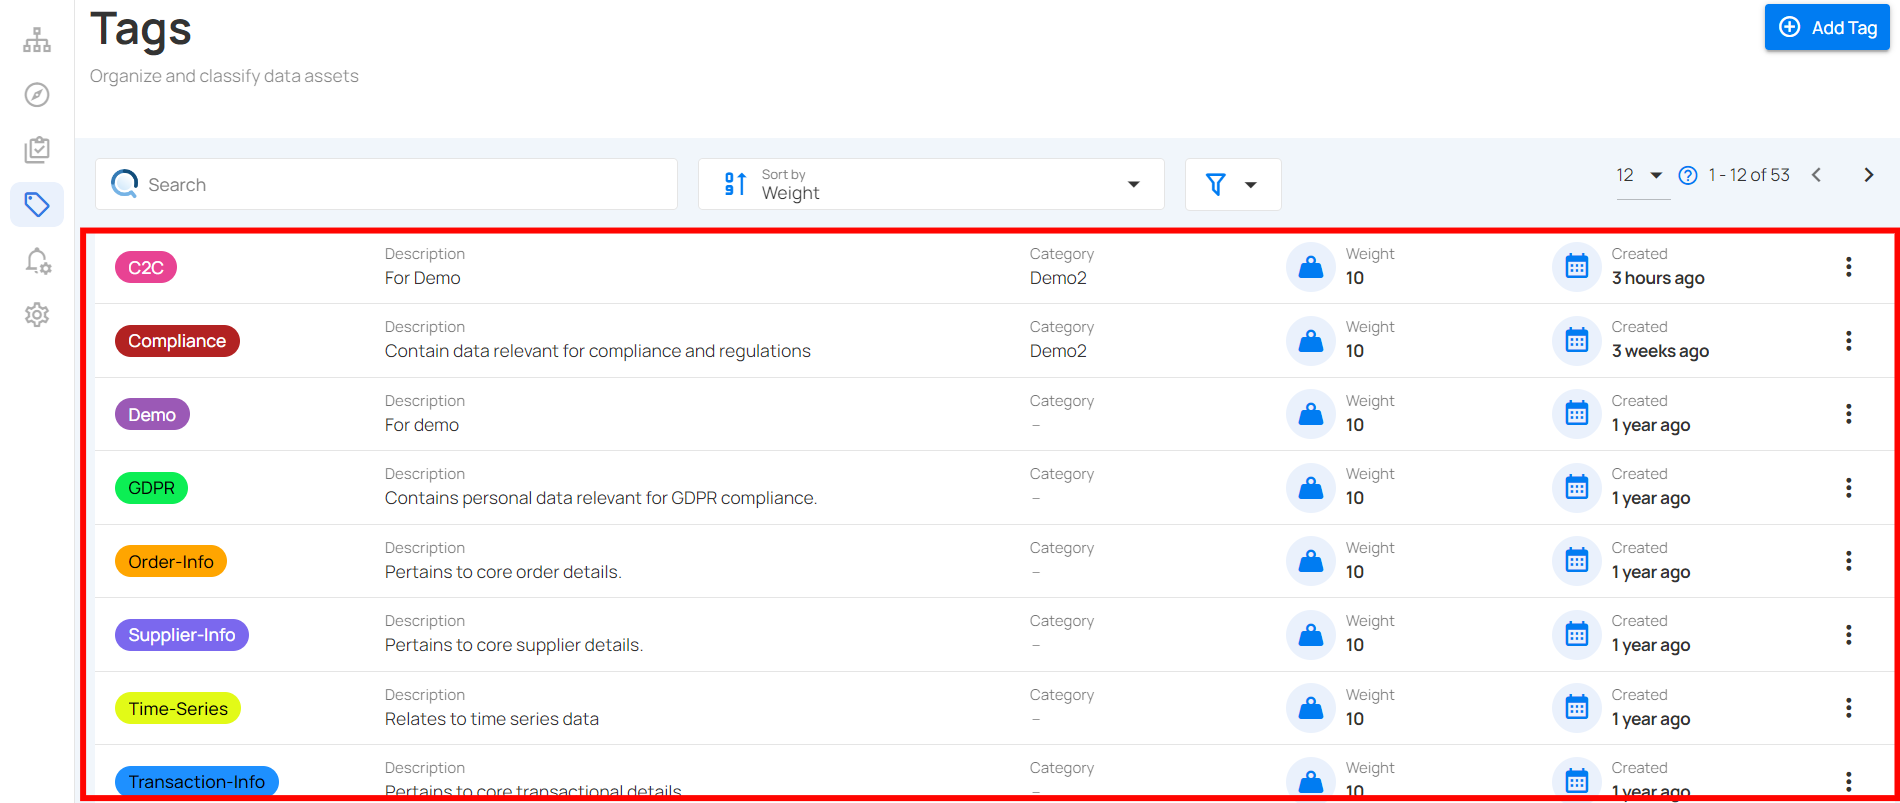 Tags
Add Tag
Organize and classify data assets
Search
Sort by
Weight
12
1 - 12 of 53
C2C
Description
For Demo
Category
Demo2
Weight
10
Created
3 hours ago
Compliance
Description
Contain data relevant for compliance and regulations
Category
Demo2
Weight
10
Created
3 weeks ago
Demo
Description
For demo
Category
–
Weight
10
Created
1 year ago
GDPR
Description
Contains personal data relevant for GDPR compliance.
Category
–
Weight
10
Created
1 year ago
Order-Info
Description
Pertains to core order details.
Category
–
Weight
10
Created
1 year ago
Supplier-Info
Description
Pertains to core supplier details.
Category
–
Weight
10
Created
1 year ago
Time-Series
Description
Relates to time series data
Category
–
Weight
10
Created
1 year ago
Transaction-Info
Description
Pertains to core transactional details
Category
–
Weight
10
Created
1 year ago